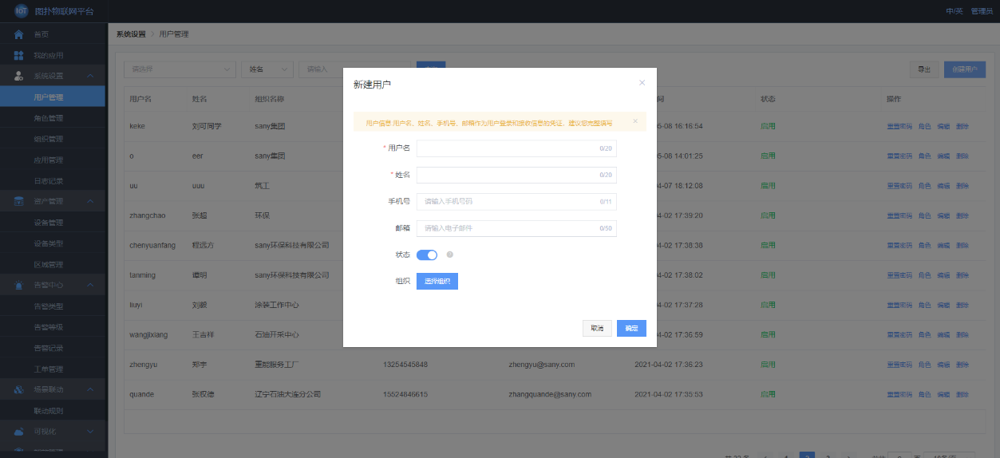 IOT 图扑物联网平台
中/英 管理员
首页
我的应用
系统设置
用户管理
角色管理
组织管理
应用管理
日志记录
资产管理
设备管理
设备类型
区域管理
告警中心
告警类型
告警等级
告警记录
工单管理
场景联动
联动规则
可视化
系统设置 > 用户管理
请选择 姓名 请输入 导出 创建用户
用户名 姓名 组织名称 间 状态 操作
keke 刘可同学 sany集团 05-08 16:16:54 启用 重置密码 角色 编辑 删除
o eer sany集团 05-08 14:01:25 启用 重置密码 角色 编辑 删除
uu uuu 筑工 04-07 18:12:08 启用 重置密码 角色 编辑 删除
zhangchao 张超 环保 04-02 17:39:20 启用 重置密码 角色 编辑 删除
chenyuanfang 程远方 sany环保科技有限公司 04-02 17:38:38 启用 重置密码 角色 编辑 删除
tanming 谭明 sany环保科技有限公司 04-02 17:38:02 启用 重置密码 角色 编辑 删除
liuyi 刘毅 涂装工作中心 04-02 17:37:28 启用 重置密码 角色 编辑 删除
wangjixiang 王吉祥 石油开采中心 04-02 17:36:59 启用 重置密码 角色 编辑 删除
zhengyu 郑宇 重能服务工厂 13254545848 zhengyu@sany.com 2021-04-02 17:36:23 启用 重置密码 角色 编辑 删除
quande 张权德 辽宁石油大连分公司 15524846615 zhangquande@sany.com 2021-04-02 17:35:53 启用 重置密码 角色 编辑 删除
新建用户
用户信息:用户名、姓名、手机号、邮箱作为用户登录和接收信息的凭证，建议您完整填写
* 用户名 0/20
* 姓名 0/20
手机号 请输入手机号码 0/11
邮箱 请输入电子邮件 0/50
状态
组织 选择组织
取消 确定